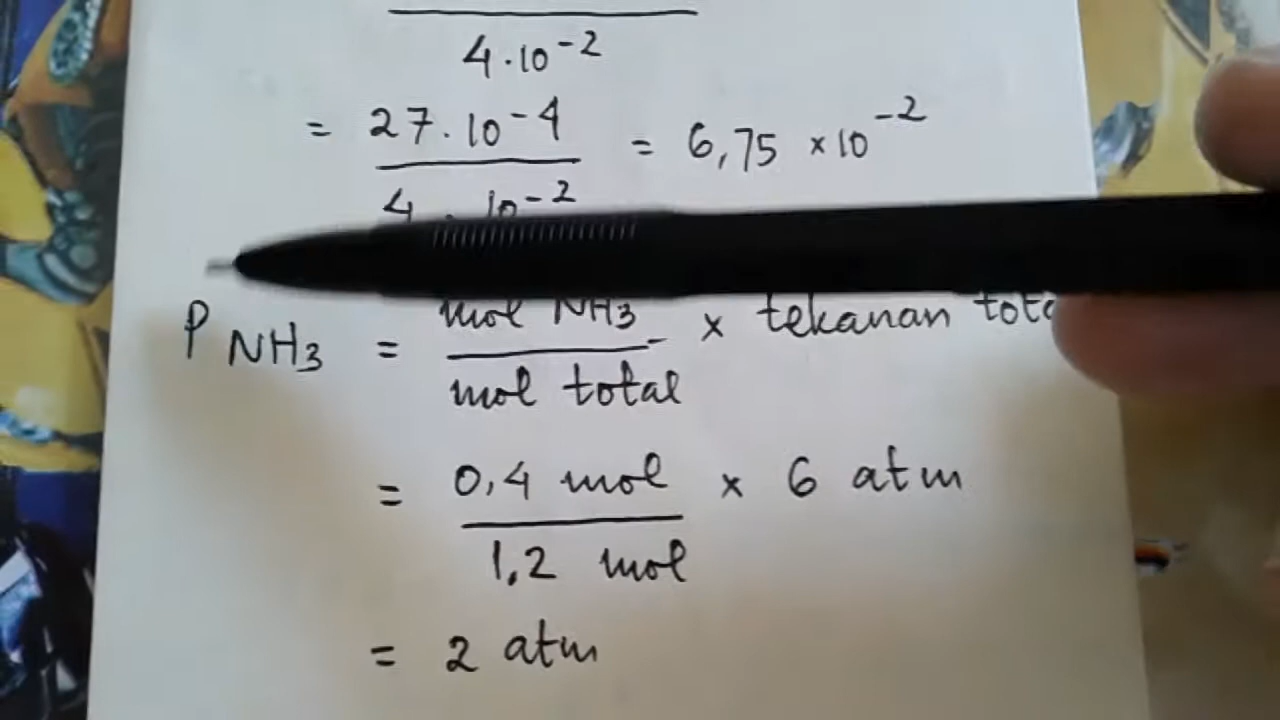 4 . 10⁻²
= 27 . 10⁻⁴ = 6,75 × 10⁻²
4 . 10⁻²
P NH₃ = mol NH₃ × tekanan
mol total
= 0,4 mol × 6 atm
1,2 mol
= 2 atm